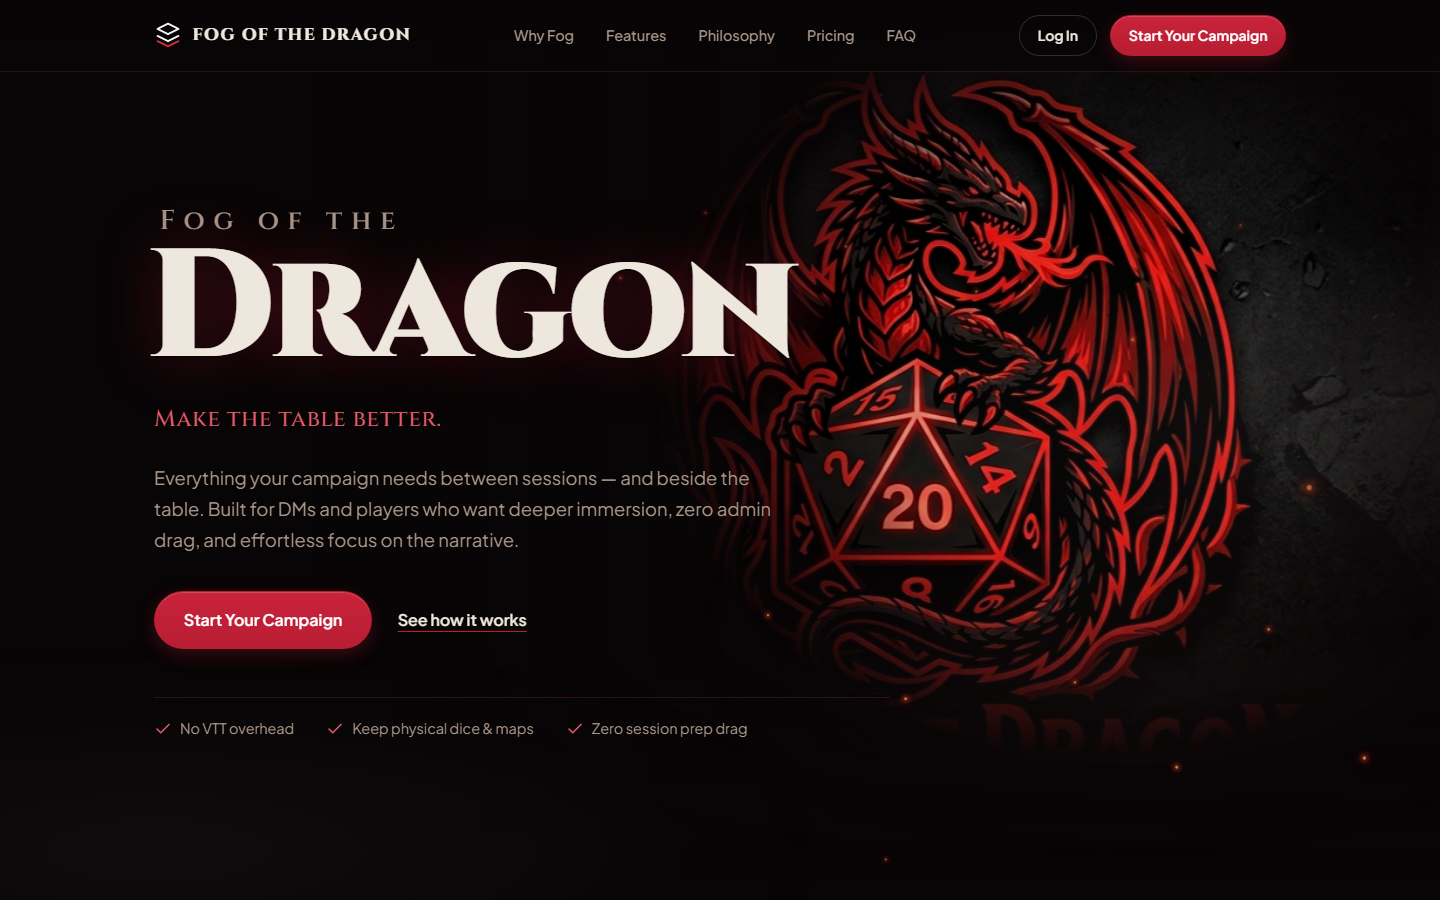 FOG OF THE DRAGON
Why Fog
Features
Philosophy
Pricing
FAQ
Log In
Start Your Campaign
FOG OF THE
DRAGON
MAKE THE TABLE BETTER.
Everything your campaign needs between sessions — and beside the
table. Built for DMs and players who want deeper immersion, zero admin
drag, and effortless focus on the narrative.
Start Your Campaign
See how it works
No VTT overhead
Keep physical dice & maps
Zero session prep drag
15
2
14
20
9
8
16
DRAGON